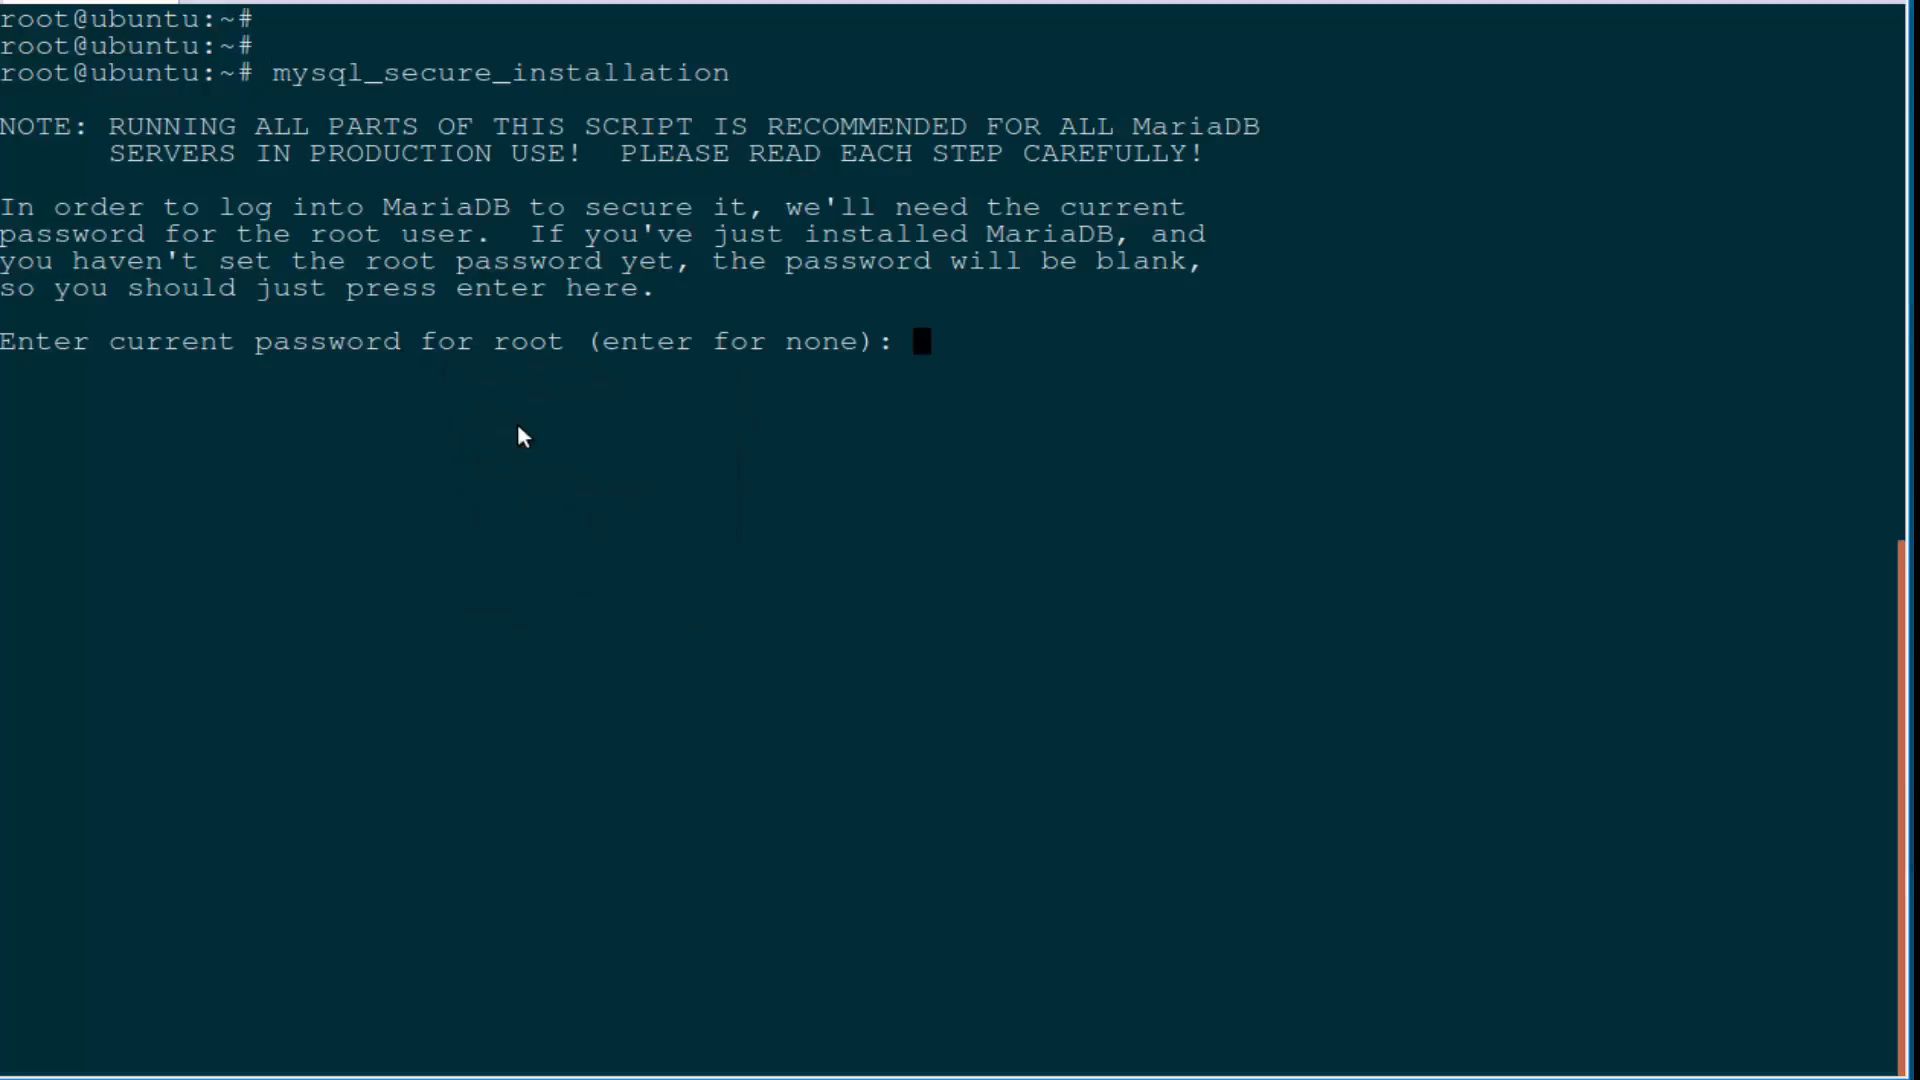 root@ubuntu:~#
root@ubuntu:~#
root@ubuntu:~# mysql_secure_installation
NOTE: RUNNING ALL PARTS OF THIS SCRIPT IS RECOMMENDED FOR ALL MariaDB
SERVERS IN PRODUCTION USE!  PLEASE READ EACH STEP CAREFULLY!
In order to log into MariaDB to secure it, we'll need the current
password for the root user.  If you've just installed MariaDB, and
you haven't set the root password yet, the password will be blank,
so you should just press enter here.
Enter current password for root (enter for none):